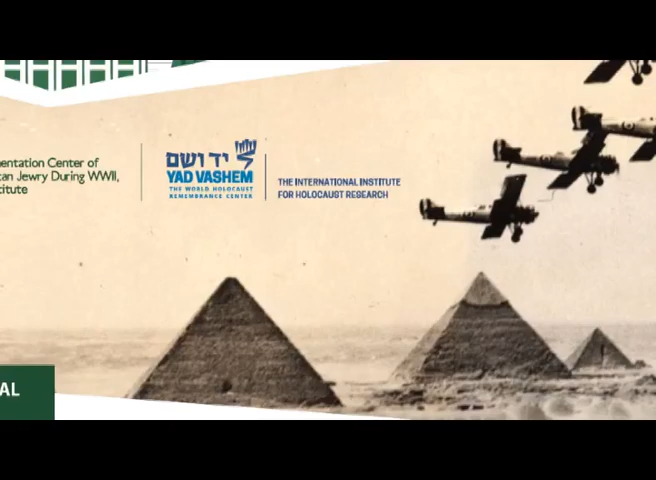 entation Center of
can Jewry During WWII,
titute
יד ושם
YAD VASHEM
THE WORLD HOLOCAUST
REMEMBRANCE CENTER
THE INTERNATIONAL INSTITUTE
FOR HOLOCAUST RESEARCH
AL